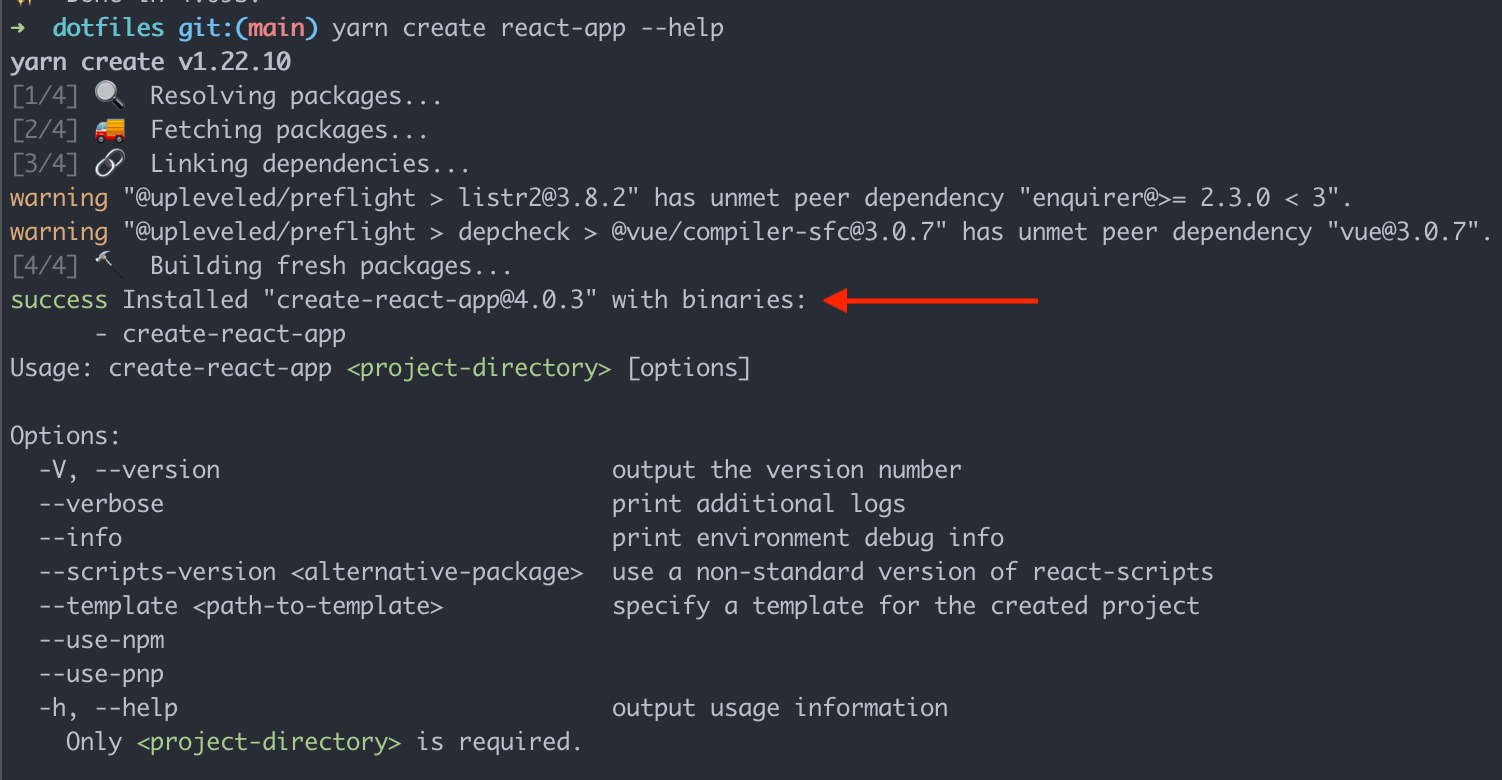 Done in 4.0
➜ dotfiles git:(main) yarn create react-app --help
yarn create v1.22.10
[1/4] 🔍 Resolving packages...
[2/4] 🚚 Fetching packages...
[3/4] 🔗 Linking dependencies...
warning "@upleveled/preflight > listr2@3.8.2" has unmet peer dependency "enquirer@>= 2.3.0 < 3".
warning "@upleveled/preflight > depcheck > @vue/compiler-sfc@3.0.7" has unmet peer dependency "vue@3.0.7".
[4/4] 🔨 Building fresh packages...
success Installed "create-react-app@4.0.3" with binaries:
- create-react-app
Usage: create-react-app <project-directory> [options]
Options:
-V, --version output the version number
--verbose print additional logs
--info print environment debug info
--scripts-version <alternative-package> use a non-standard version of react-scripts
--template <path-to-template> specify a template for the created project
--use-npm
--use-pnp
-h, --help output usage information
Only <project-directory> is required.